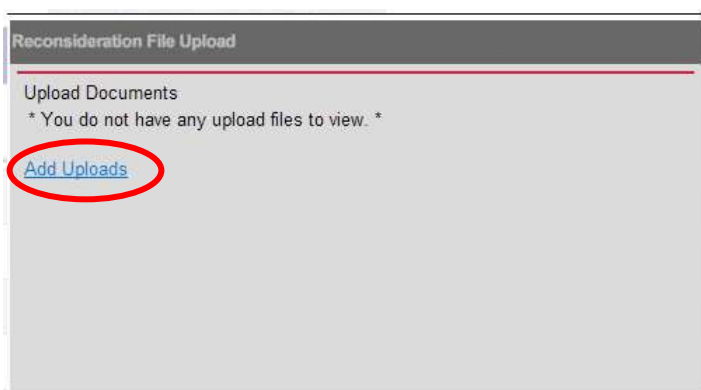 Reconsideration File Upload
Upload Documents
* You do not have any upload files to view. *
Add Uploads